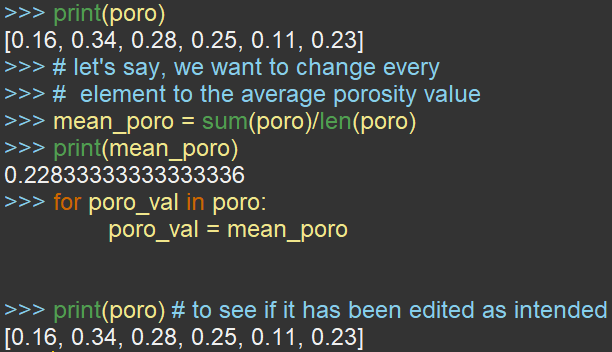 >>> print(poro)
[0.16, 0.34, 0.28, 0.25, 0.11, 0.23]
>>> # let's say, we want to change every
>>> #  element to the average porosity value
>>> mean_poro = sum(poro)/len(poro)
>>> print(mean_poro)
0.22833333333333336
>>> for poro_val in poro:
poro_val = mean_poro
>>> print(poro) # to see if it has been edited as intended
[0.16, 0.34, 0.28, 0.25, 0.11, 0.23]